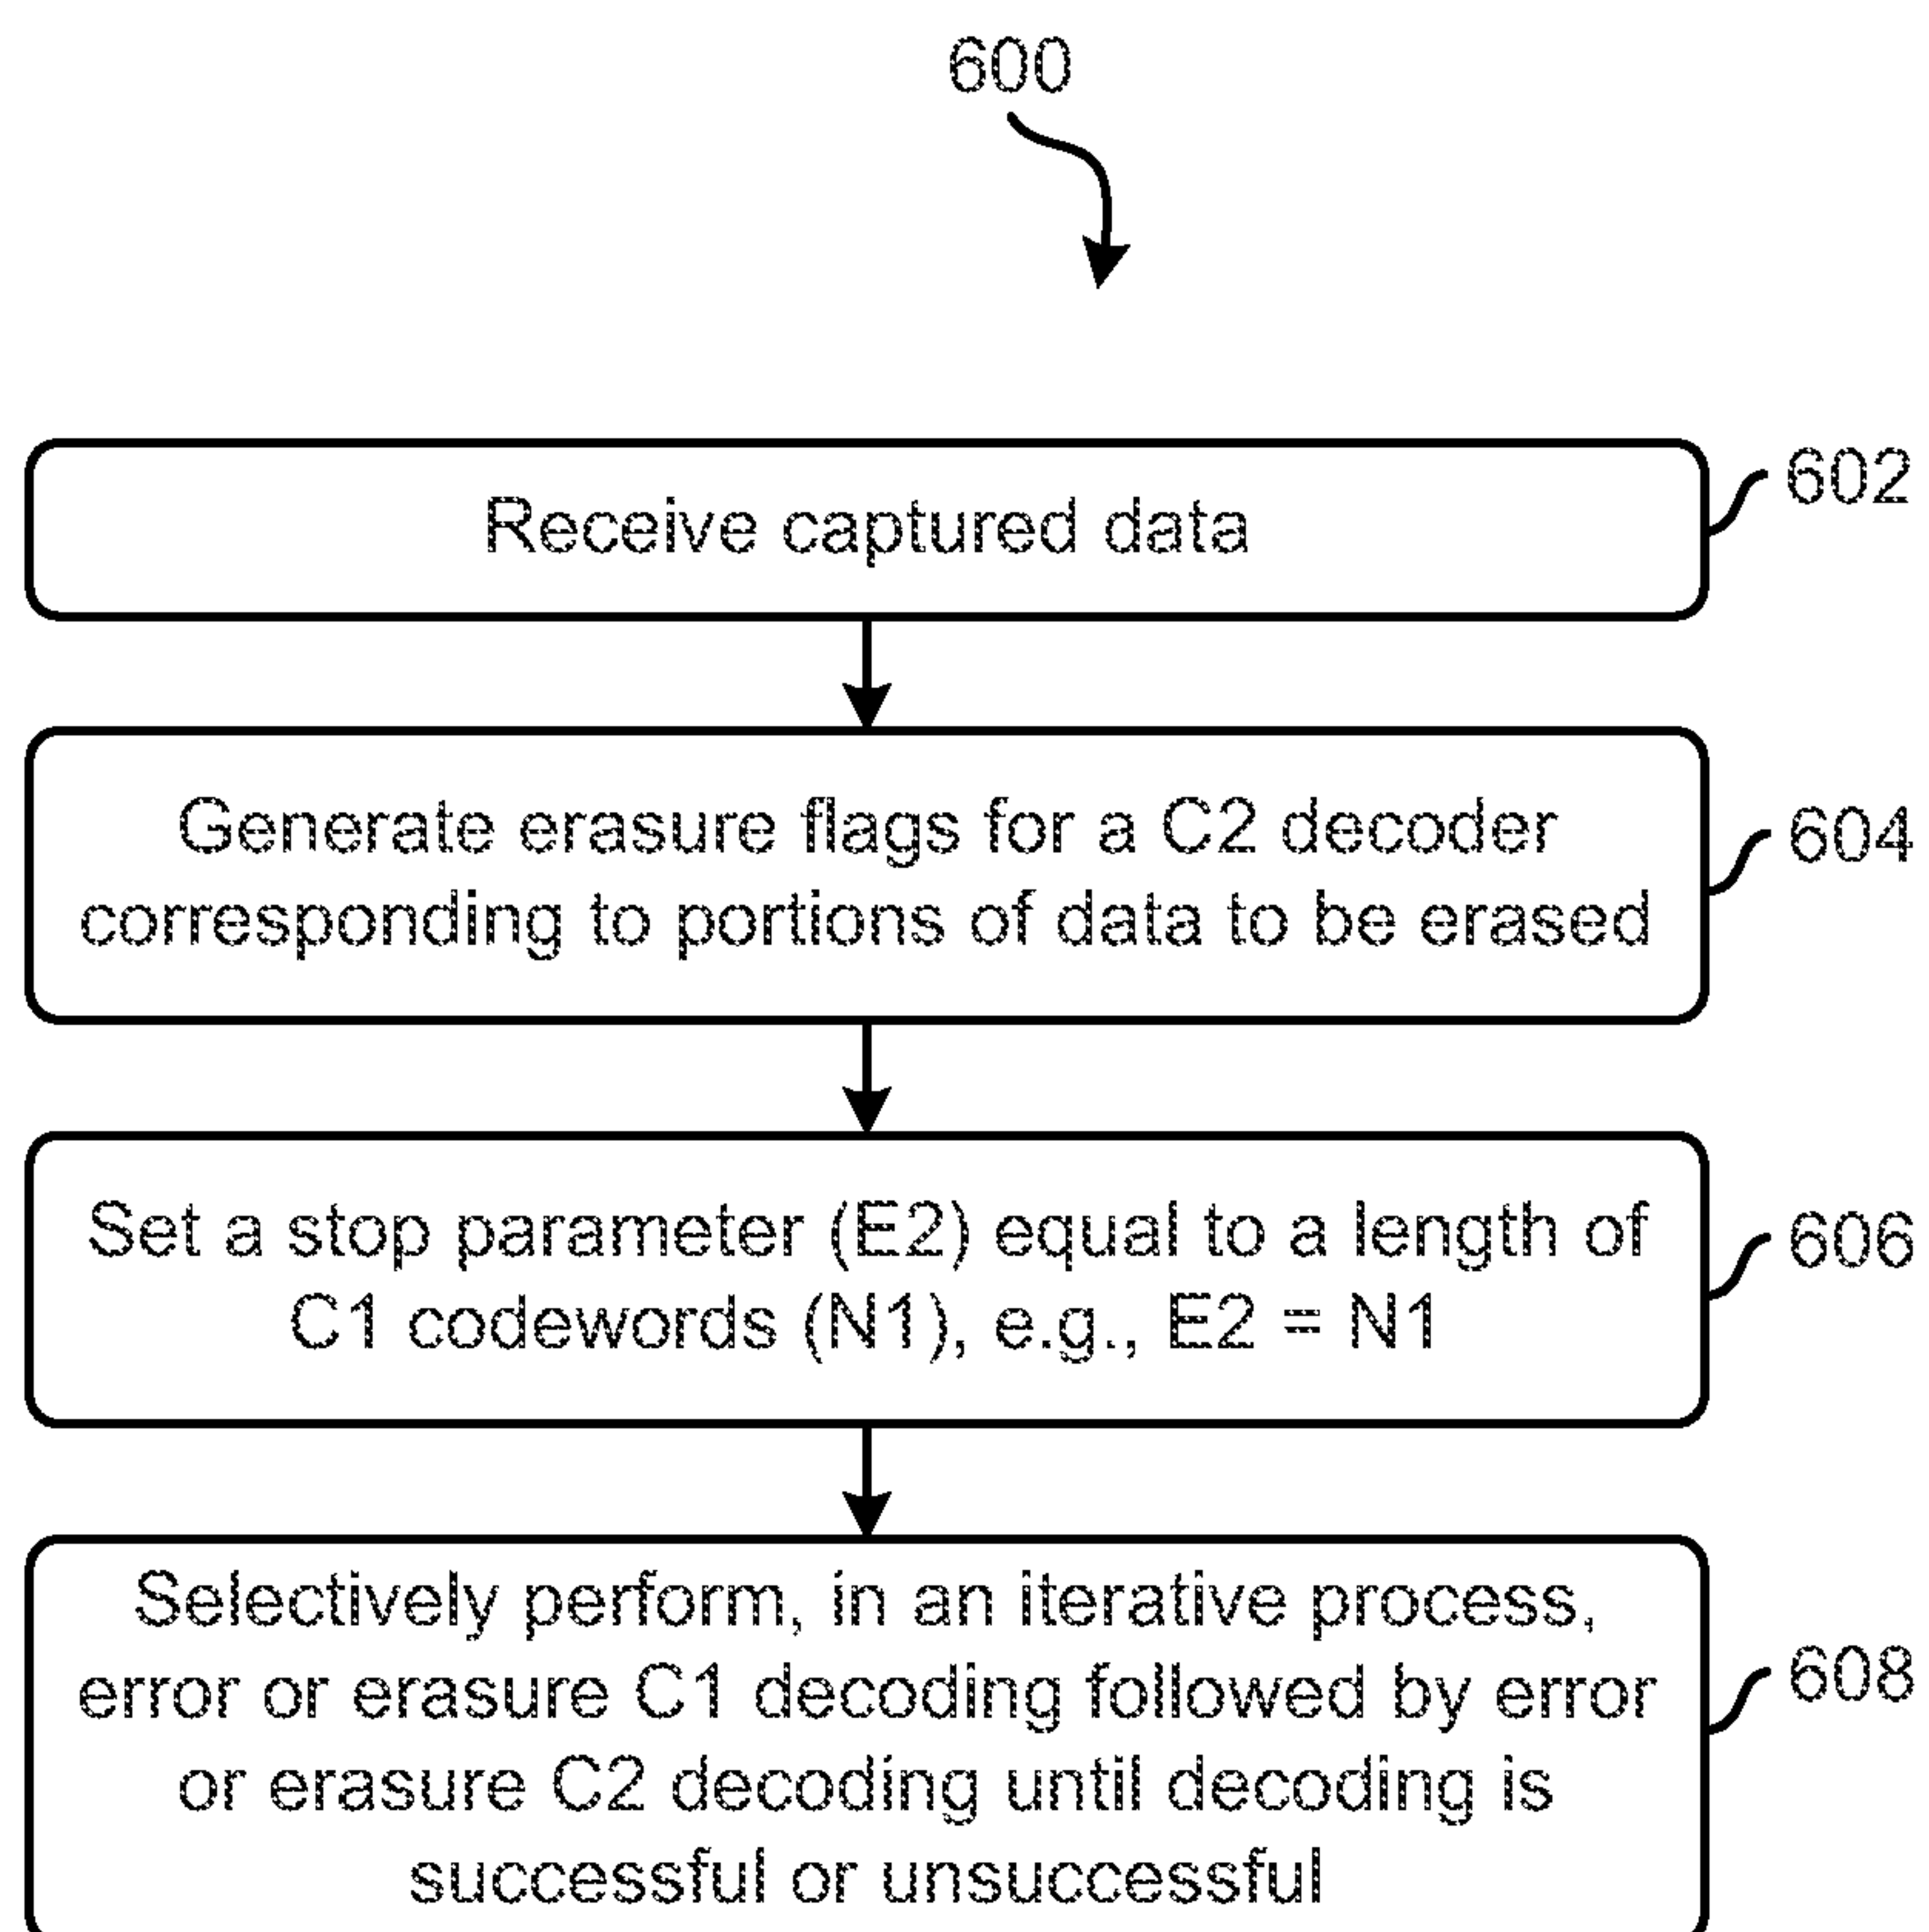 600
Receive captured data
602
Generate erasure flags for a C2 decoder
corresponding to portions of data to be erased
604
Set a stop parameter (E2) equal to a length of
C1 codewords (N1), e.g., E2 = N1
606
Selectively perform, in an iterative process,
error or erasure C1 decoding followed by error
or erasure C2 decoding until decoding is
successful or unsuccessful
608